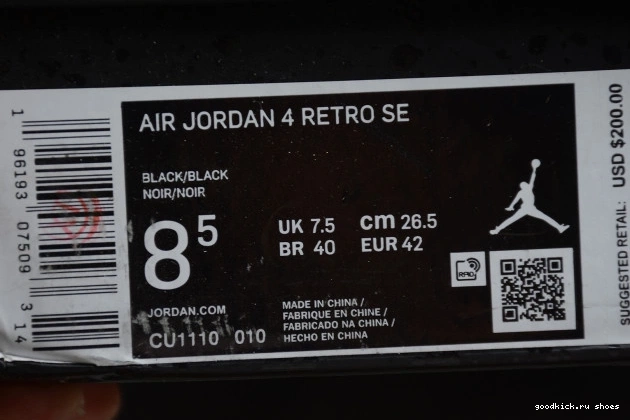 AIR JORDAN 4 RETRO SE
BLACK/BLACK
NOIR/NOIR
8 5
UK 7.5 cm 26.5
BR 40 EUR 42
JORDAN.COM
CU1110 010
MADE IN CHINA /
FABRIQUE EN CHINE /
FABRICADO NA CHINA /
HECHO EN CHINA
RFID
1 96193 07509 3 14
SUGGESTED RETAIL: USD $200.00
goodkick.ru shoes